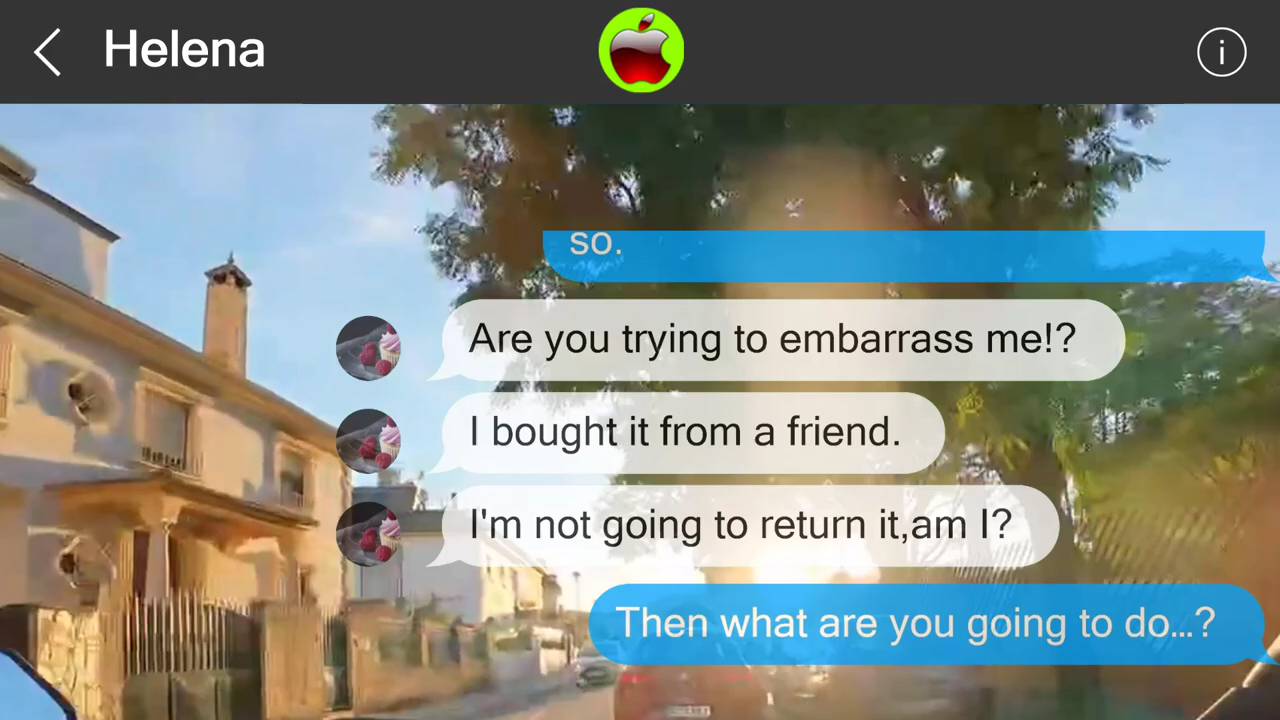 Helena
so.
Are you trying to embarrass me!?
I bought it from a friend.
I'm not going to return it,am I?
Then what are you going to do...?